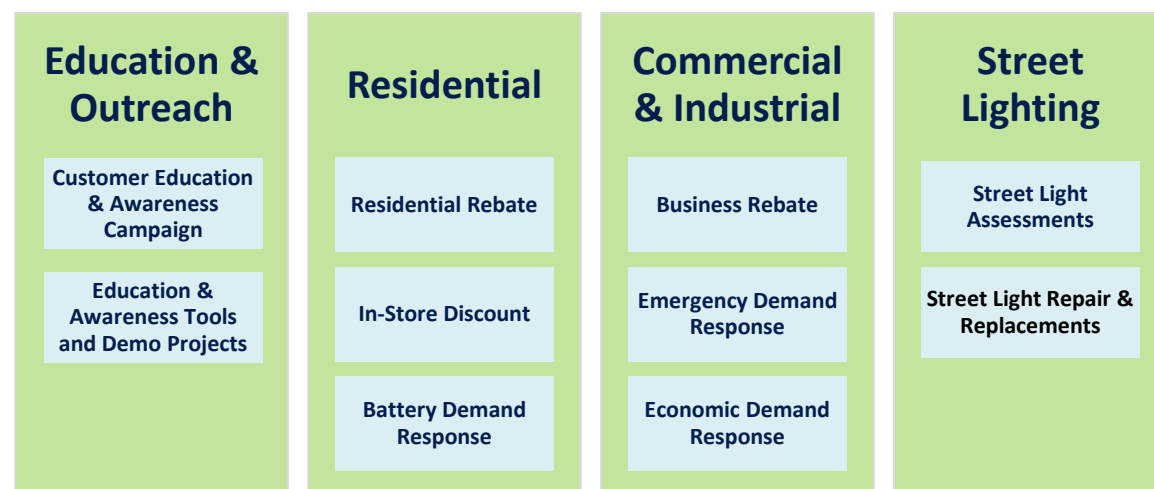 Education &
Outreach
Customer Education
& Awareness
Campaign
Education &
Awareness Tools
and Demo Projects
Residential
Residential Rebate
In-Store Discount
Battery Demand
Response
Commercial
& Industrial
Business Rebate
Emergency Demand
Response
Economic Demand
Response
Street
Lighting
Street Light
Assessments
Street Light Repair &
Replacements